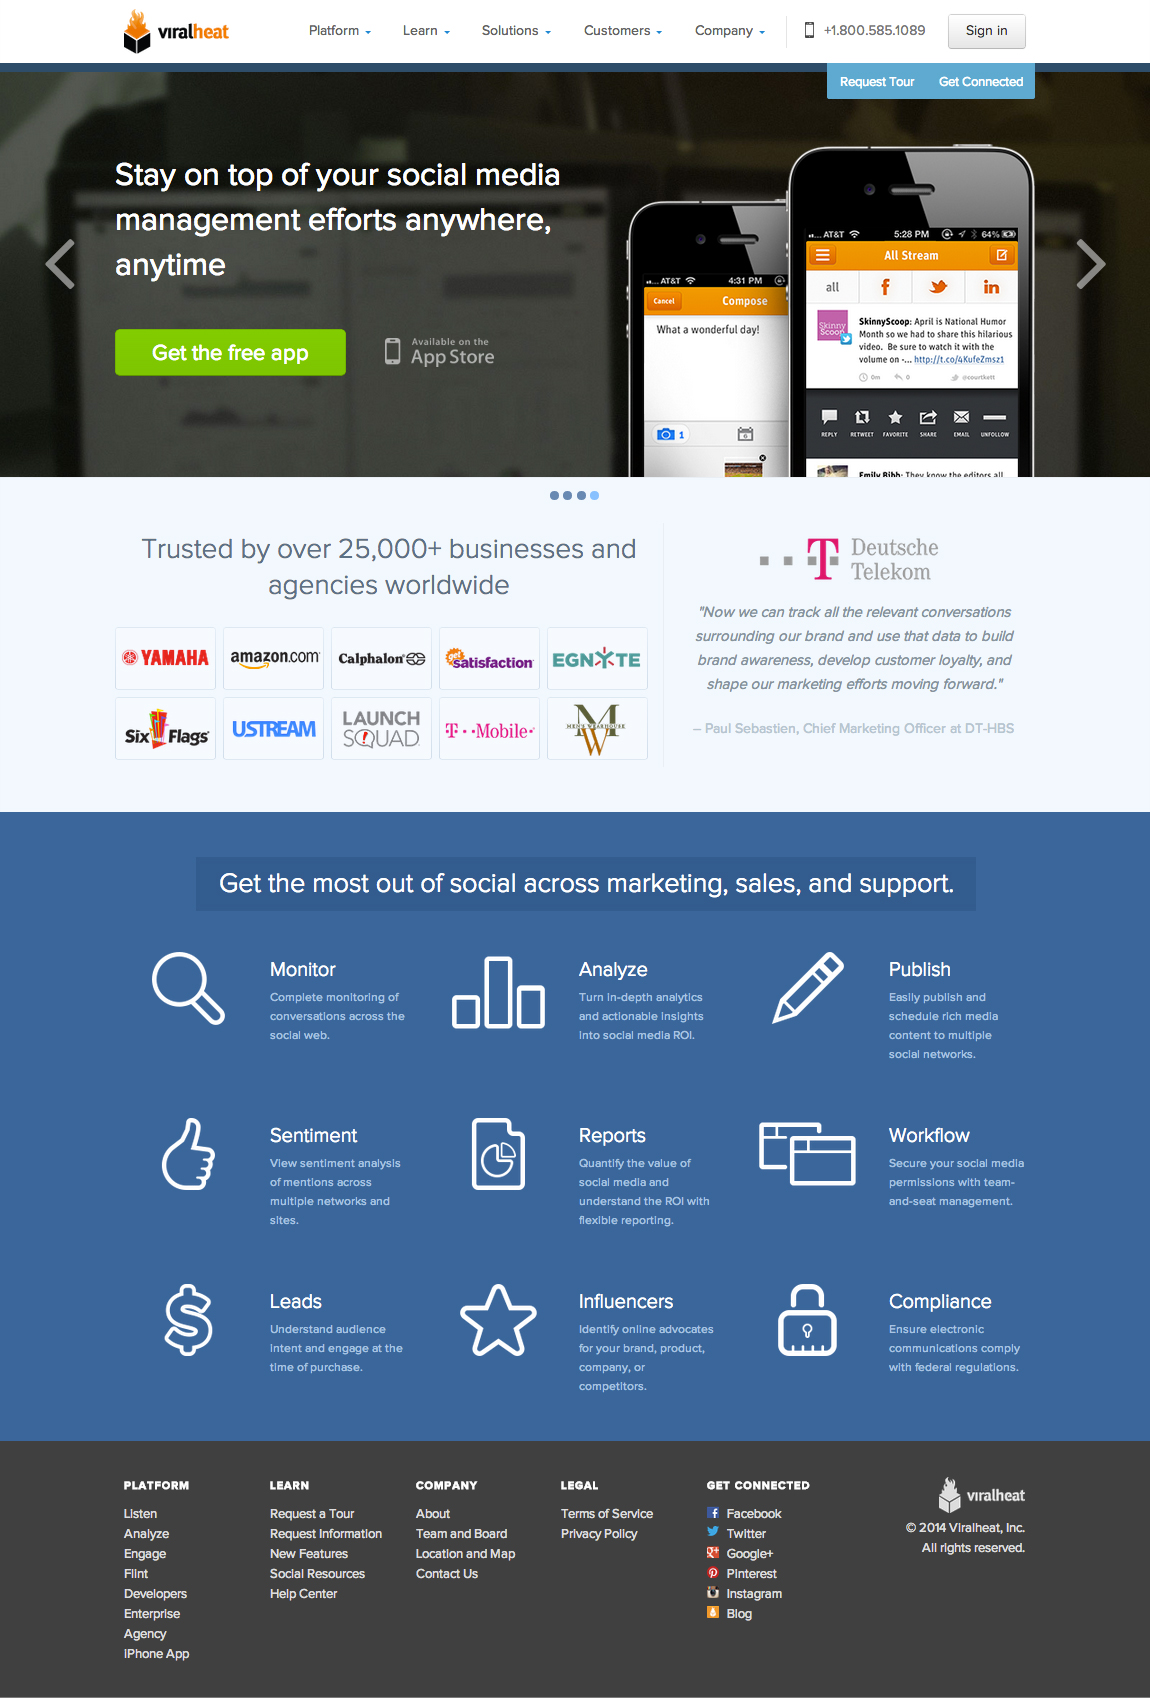 viralheat
Platform
Learn
Solutions
Customers
Company
+1.800.585.1089
Sign in
Request Tour
Get Connected
Stay on top of your social media
management efforts anywhere,
anytime
Get the free app
Available on the
App Store
AT&T
4:31 PM
Cancel
Compose
What a wonderful day!
1
6
AT&T
5:28 PM
64%
All Stream
all
f
in
Skinny
Scoop
SkinnyScoop: April is National Humor
Month so we had to share this hilarious
video. Be sure to watch it with the
volume on -... http://t.co/4KufeZmsz1
0m
0
@courtkett
REPLY
RETWEET
FAVORITE
SHARE
EMAIL
UNFOLLOW
Emily Bibb: They know the editors all
Trusted by over 25,000+ businesses and
agencies worldwide
YAMAHA
amazon.com
Calphalon
get
satisfaction
EGNYTE
Six Flags
USTREAM
LAUNCH
SQUAD
T · · Mobile ·
M
MEN'S WEARHOUSE
W
T
Deutsche
Telekom
"Now we can track all the relevant conversations
surrounding our brand and use that data to build
brand awareness, develop customer loyalty, and
shape our marketing efforts moving forward."
– Paul Sebastien, Chief Marketing Officer at DT-HBS
Get the most out of social across marketing, sales, and support.
Monitor
Complete monitoring of
conversations across the
social web.
Analyze
Turn in-depth analytics
and actionable insights
into social media ROI.
Publish
Easily publish and
schedule rich media
content to multiple
social networks.
Sentiment
View sentiment analysis
of mentions across
multiple networks and
sites.
Reports
Quantify the value of
social media and
understand the ROI with
flexible reporting.
Workflow
Secure your social media
permissions with team-
and-seat management.
Leads
Understand audience
intent and engage at the
time of purchase.
Influencers
Identify online advocates
for your brand, product,
company, or
competitors.
Compliance
Ensure electronic
communications comply
with federal regulations.
PLATFORM
Listen
Analyze
Engage
Flint
Developers
Enterprise
Agency
iPhone App
LEARN
Request a Tour
Request Information
New Features
Social Resources
Help Center
COMPANY
About
Team and Board
Location and Map
Contact Us
LEGAL
Terms of Service
Privacy Policy
GET CONNECTED
Facebook
Twitter
Google+
Pinterest
Instagram
Blog
viralheat
© 2014 Viralheat, Inc.
All rights reserved.